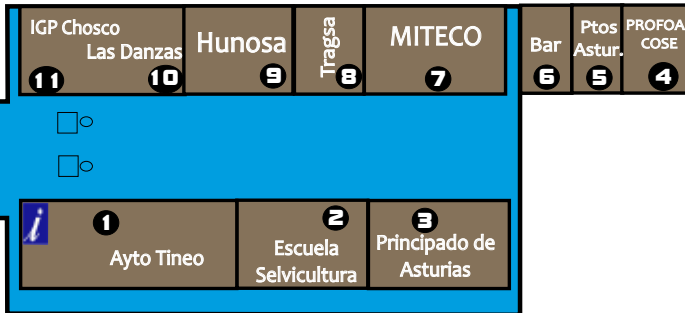 IGP Chosco
Las Danzas
11
10
Hunosa
9
Tragsa
8
MITECO
7
Bar
6
Ptos
Astur.
5
PROFOA
COSE
4
i
1
Ayto Tineo
2
Escuela
Selvicultura
3
Principado de
Asturias